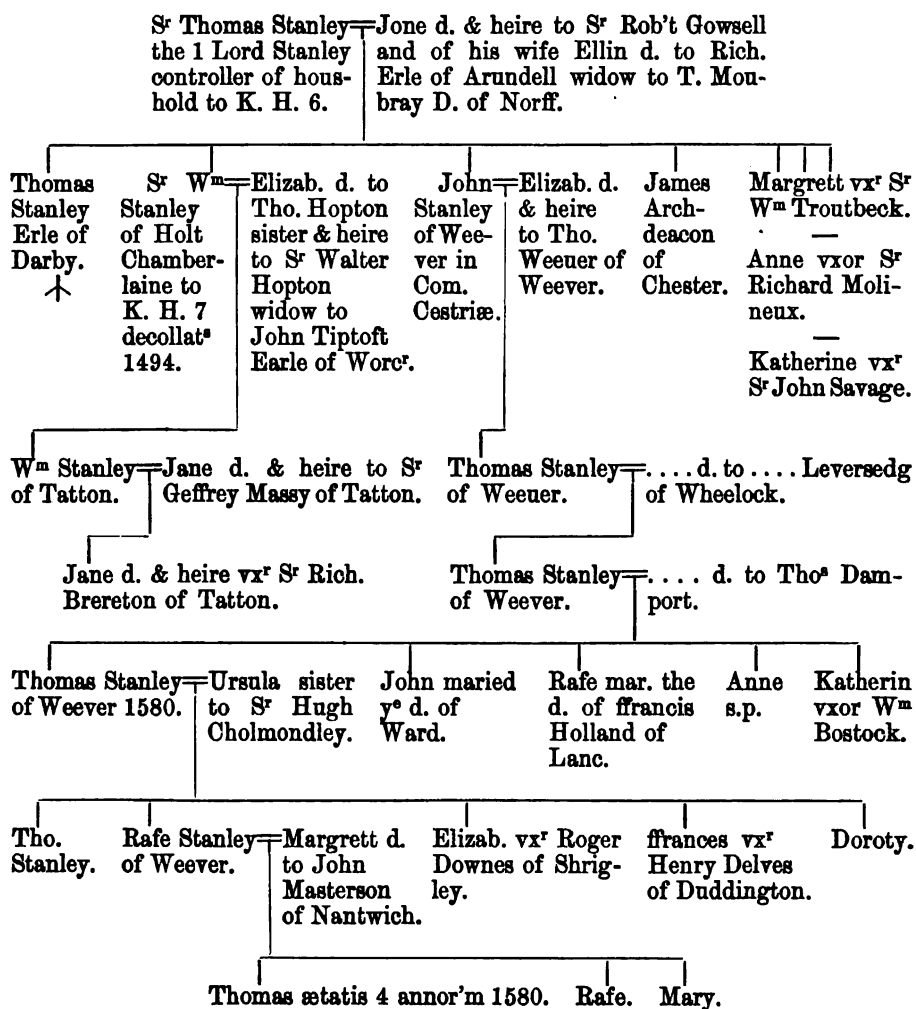 Sr Thomas Stanley=Jone d. & heire to Sr Rob't Gowsell
the 1 Lord Stanley and of his wife Ellin d. to Rich.
controller of hous- Erle of Arundell widow to T. Mou-
hold to K. H. 6. bray D. of Norff.
Thomas
Stanley
Erle of
Darby.
Sr Wm=Elizab. d. to
Stanley Tho. Hopton
of Holt sister & heire
Chamber- to Sr Walter
laine to Hopton
K. H. 7 widow to
decollats John Tiptoft
1494. Earle of Worcr.
John=Elizab. d.
Stanley & heire
of Wee- to Tho.
ver in Weeuer of
Com. Weever.
Cestriæ.
James
Arch-
deacon
of
Chester.
Margrett vxr Sr
Wm Troutbeck.
—
Anne vxor Sr
Richard Moli-
neux.
—
Katherine vxr
Sr John Savage.
Wm Stanley=Jane d. & heire to Sr
of Tatton. Geffrey Massy of Tatton.
Thomas Stanley=. . . . d. to . . . . Leversedg
of Weeuer. of Wheelock.
Jane d. & heire vxr Sr Rich.
Brereton of Tatton.
Thomas Stanley=. . . . d. to Thos Dam-
of Weever. port.
Thomas Stanley=Ursula sister
of Weever 1580. to Sr Hugh
Cholmondley.
John maried
ye d. of
Ward.
Rafe mar. the
d. of ffrancis
Holland of
Lanc.
Anne
s.p.
Katherin
vxor Wm
Bostock.
Tho.
Stanley.
Rafe Stanley=Margrett d.
of Weever. to John
Masterson
of Nantwich.
Elizab. vxr Roger
Downes of Shrig-
ley.
ffrances vxr
Henry Delves
of Duddington.
Doroty.
Thomas ætatis 4 annor'm 1580. Rafe. Mary.